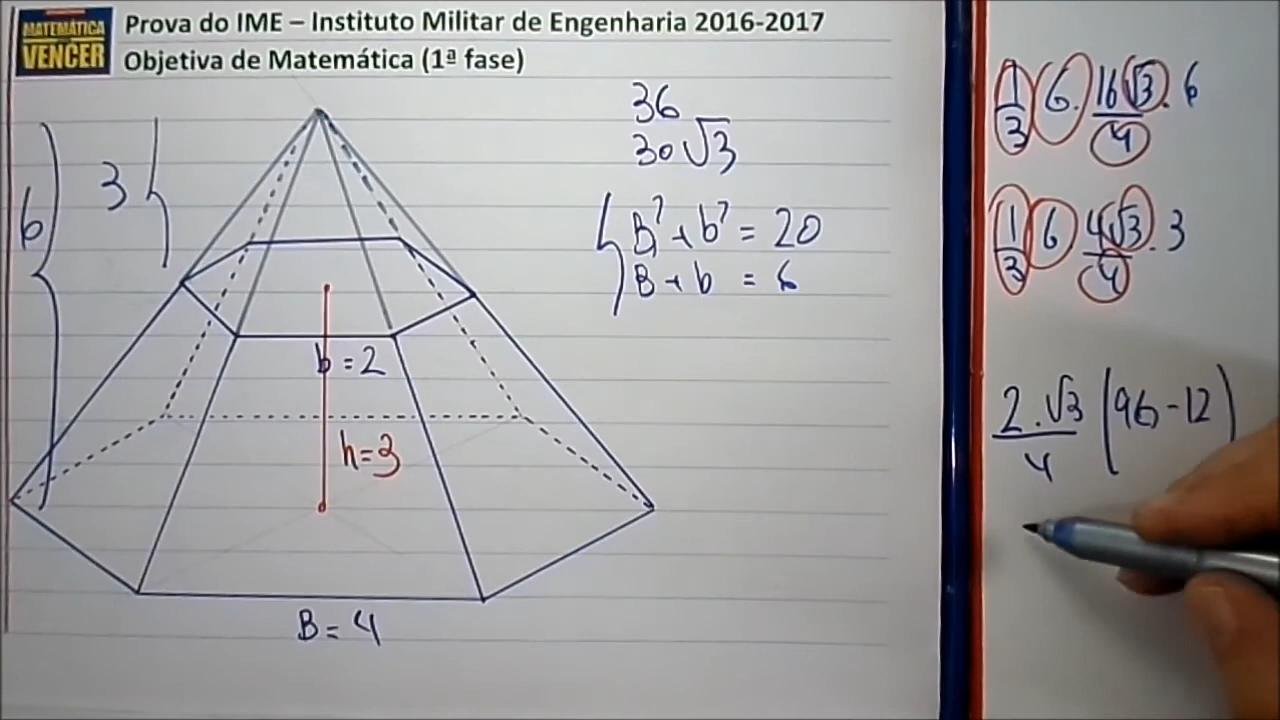 MATEMÁTICA
VENCER
Prova do IME – Instituto Militar de Engenharia 2016-2017
Objetiva de Matemática (1ª fase)
36
30√3
B² + b² = 20
B + b = 6
6
3
b = 2
h = 3
B = 4
1/3 6 . 16√3/4 . 6
1/3 6 4√3/4 . 3
2 . √3/4 (96 - 12)